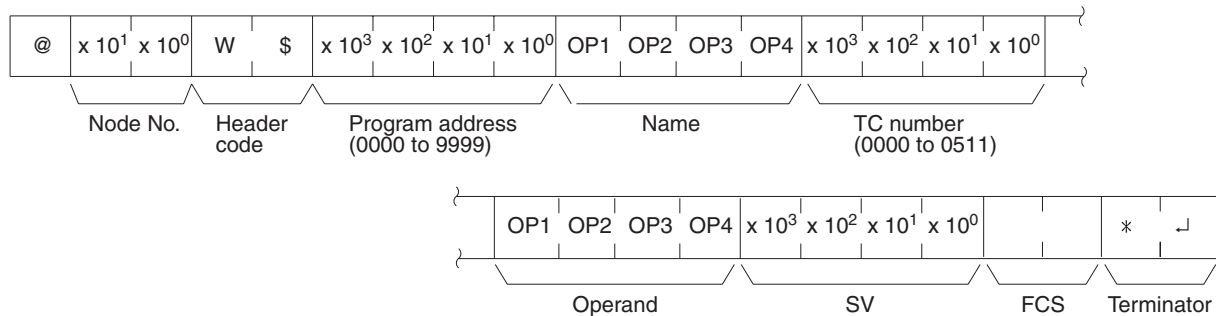 @ x 10¹ x 10⁰ W $ x 10³ x 10² x 10¹ x 10⁰ OP1 OP2 OP3 OP4 x 10³ x 10² x 10¹ x 10⁰
Node No. Header code Program address (0000 to 9999) Name TC number (0000 to 0511)
OP1 OP2 OP3 OP4 x 10³ x 10² x 10¹ x 10⁰ * ↵
Operand SV FCS Terminator